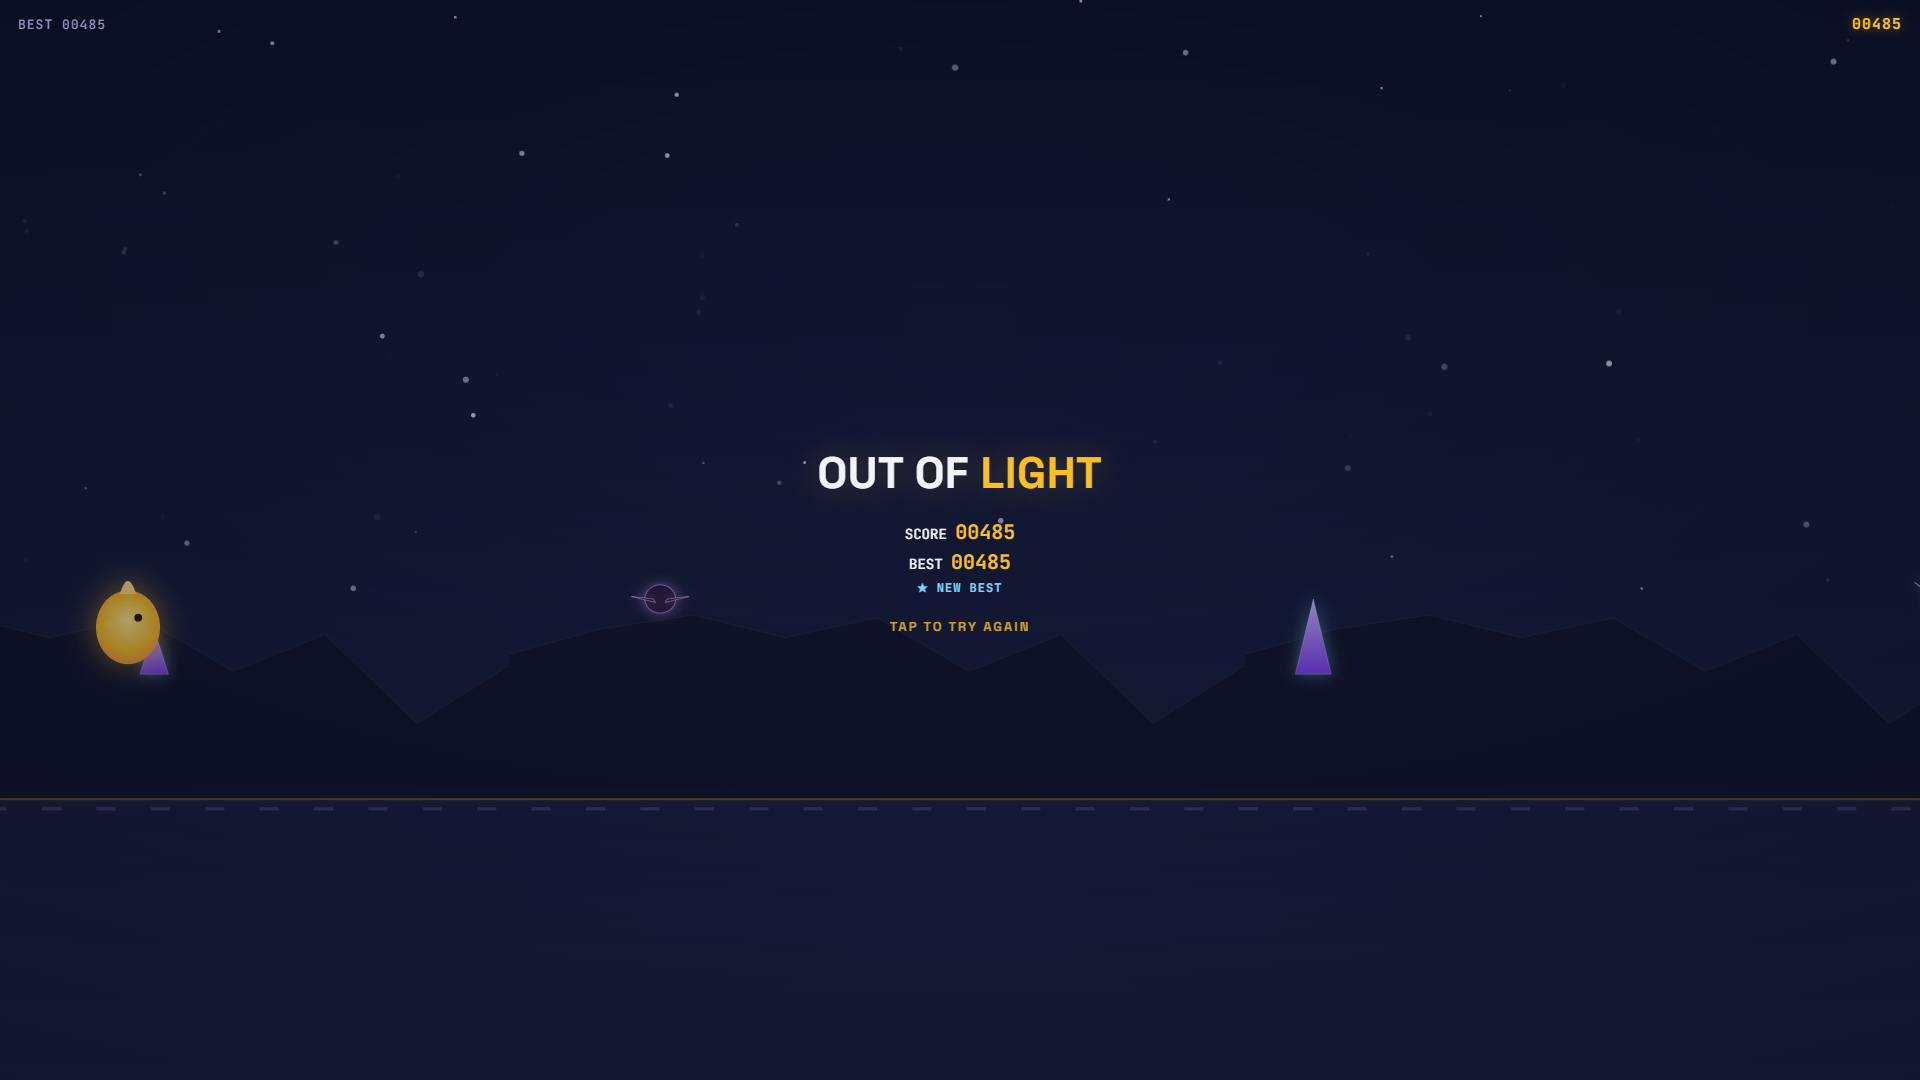 BEST 00485
00485
OUT OF LIGHT
SCORE 00485
BEST 00485
★ NEW BEST
TAP TO TRY AGAIN